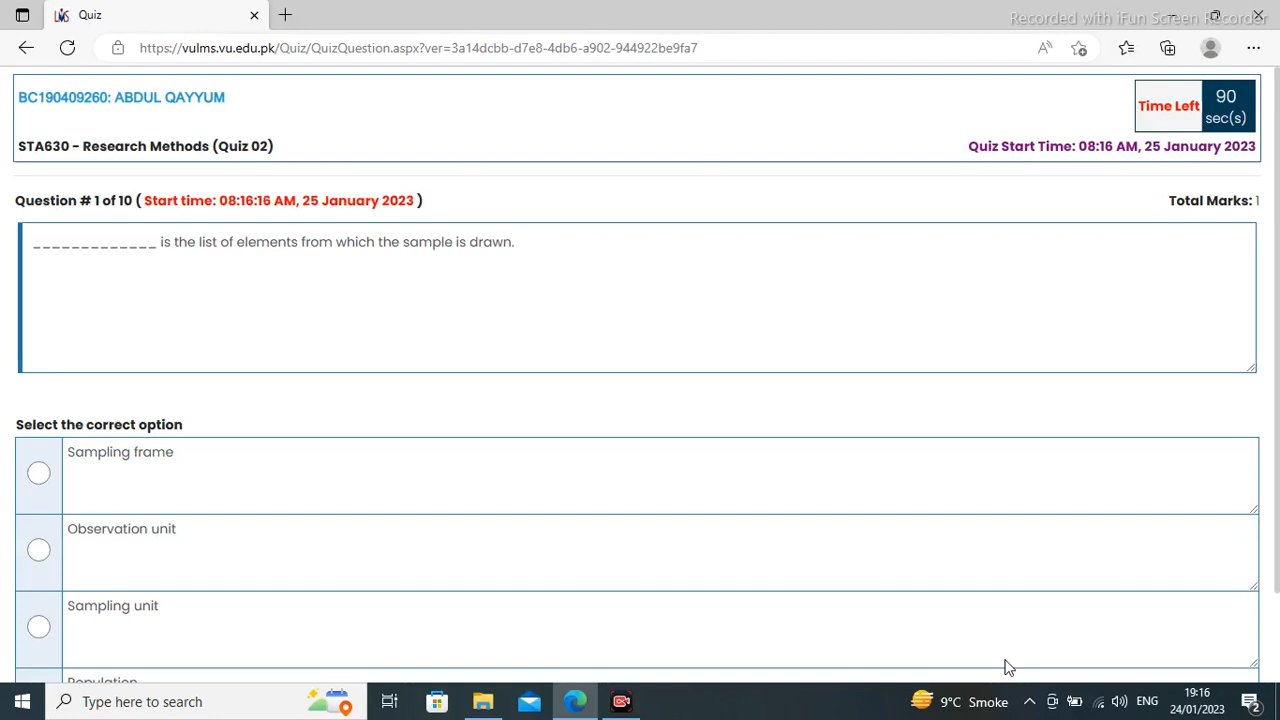 Quiz
Recorded with iFun Screen Recorder
https://vulms.vu.edu.pk/Quiz/QuizQuestion.aspx?ver=3a14dcbb-d7e8-4db6-a902-944922be9fa7
BC190409260: ABDUL QAYYUM
Time Left
90
sec(s)
STA630 - Research Methods (Quiz 02)
Quiz Start Time: 08:16 AM, 25 January 2023
Question # 1 of 10 ( Start time: 08:16:16 AM, 25 January 2023 )
Total Marks: 1
_____________ is the list of elements from which the sample is drawn.
Select the correct option
Sampling frame
Observation unit
Sampling unit
Population
Type here to search
9°C Smoke
ENG
19:16
24/01/2023
2